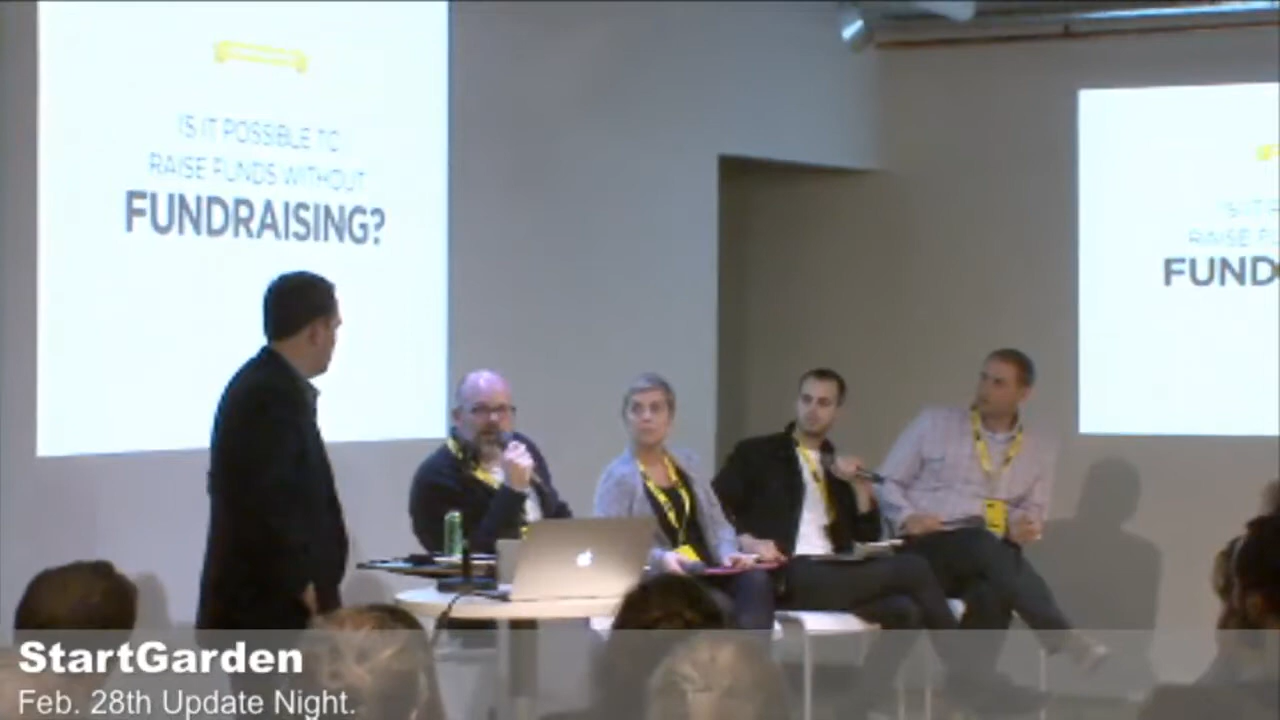 IS IT POSSIBLE TO
RAISE FUNDS WITHOUT
FUNDRAISING?
FUND
StartGarden
Feb. 28th Update Night.